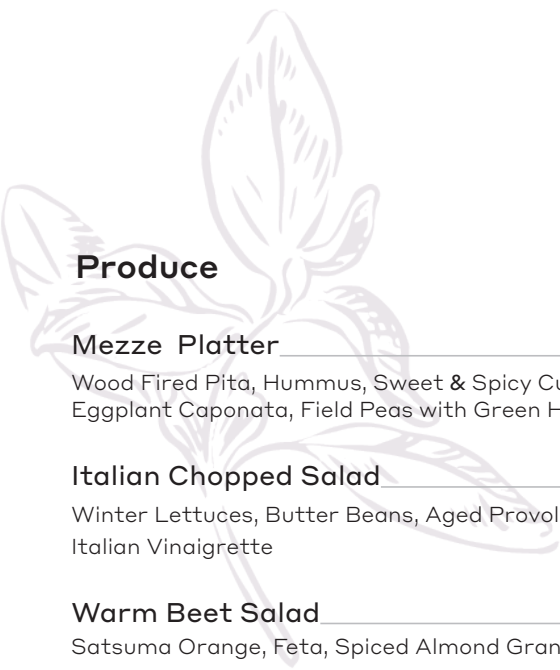 Produce
Mezze Platter
Wood Fired Pita, Hummus, Sweet & Spicy
Eggplant Caponata, Field Peas with Green
Italian Chopped Salad
Winter Lettuces, Butter Beans, Aged
Italian Vinaigrette
Warm Beet Salad
Satsuma Orange, Feta, Spiced Almond